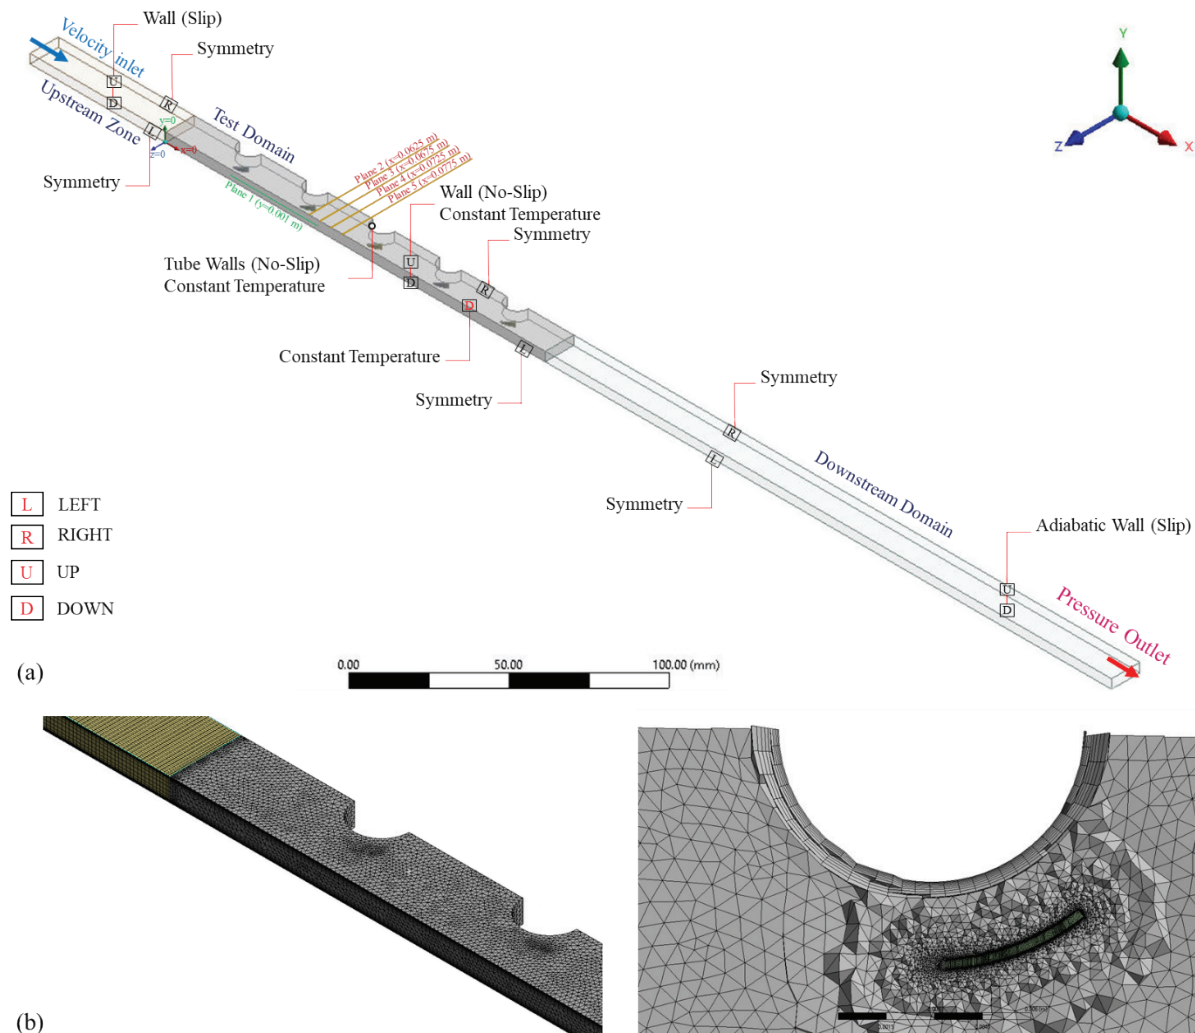 Wall (Slip)
Velocity inlet
Symmetry
U
D
R
L
Upstream Zone
Test Domain
y=0
x=0
z=0
Symmetry
Plane 1 (y=0.001 m)
Plane 2 (x=0.0625 m)
Plane 3 (x=0.0675 m)
Plane 4 (x=0.0725 m)
Plane 5 (x=0.0775 m)
Wall (No-Slip)
Constant Temperature
Symmetry
Tube Walls (No-Slip)
Constant Temperature
U
D
R
D
L
Constant Temperature
Symmetry
Symmetry
R
L
Symmetry
Downstream Domain
Adiabatic Wall (Slip)
U
D
Pressure Outlet
Y
Z
X
L LEFT
R RIGHT
U UP
D DOWN
(a)
0.00 50.00 100.00 (mm)
(b)